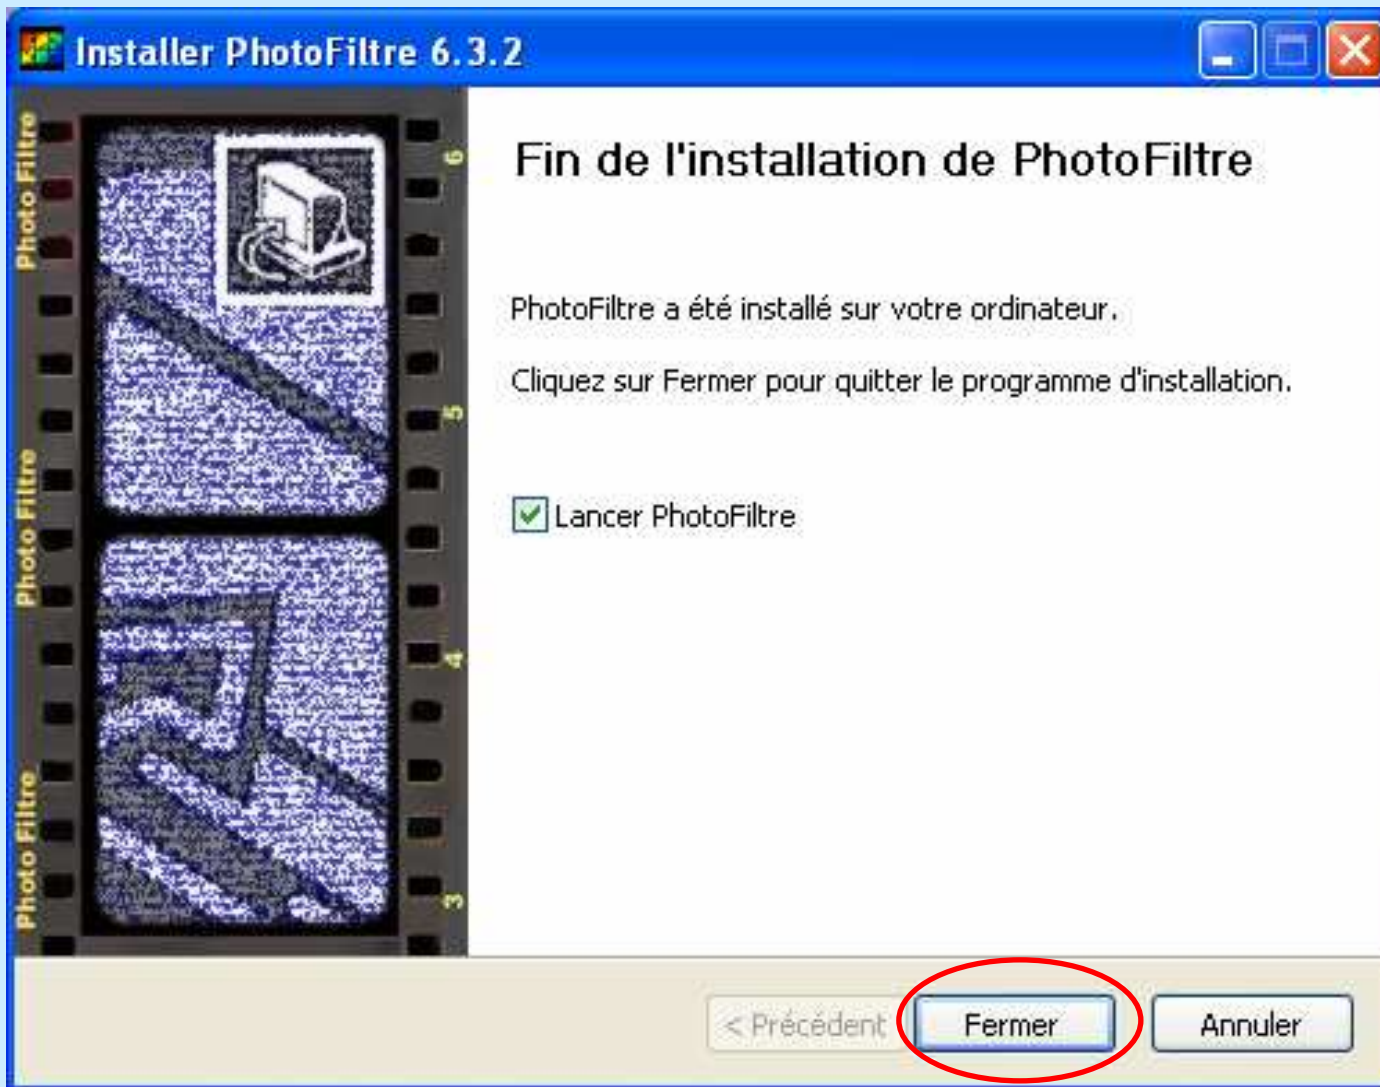 Installer PhotoFiltre 6.3.2
Photo Filtre
Photo Filtre
Photo Filtre
6
5
4
3
Fin de l'installation de PhotoFiltre
PhotoFiltre a été installé sur votre ordinateur.
Cliquez sur Fermer pour quitter le programme d'installation.
Lancer PhotoFiltre
< Précédent
Fermer
Annuler